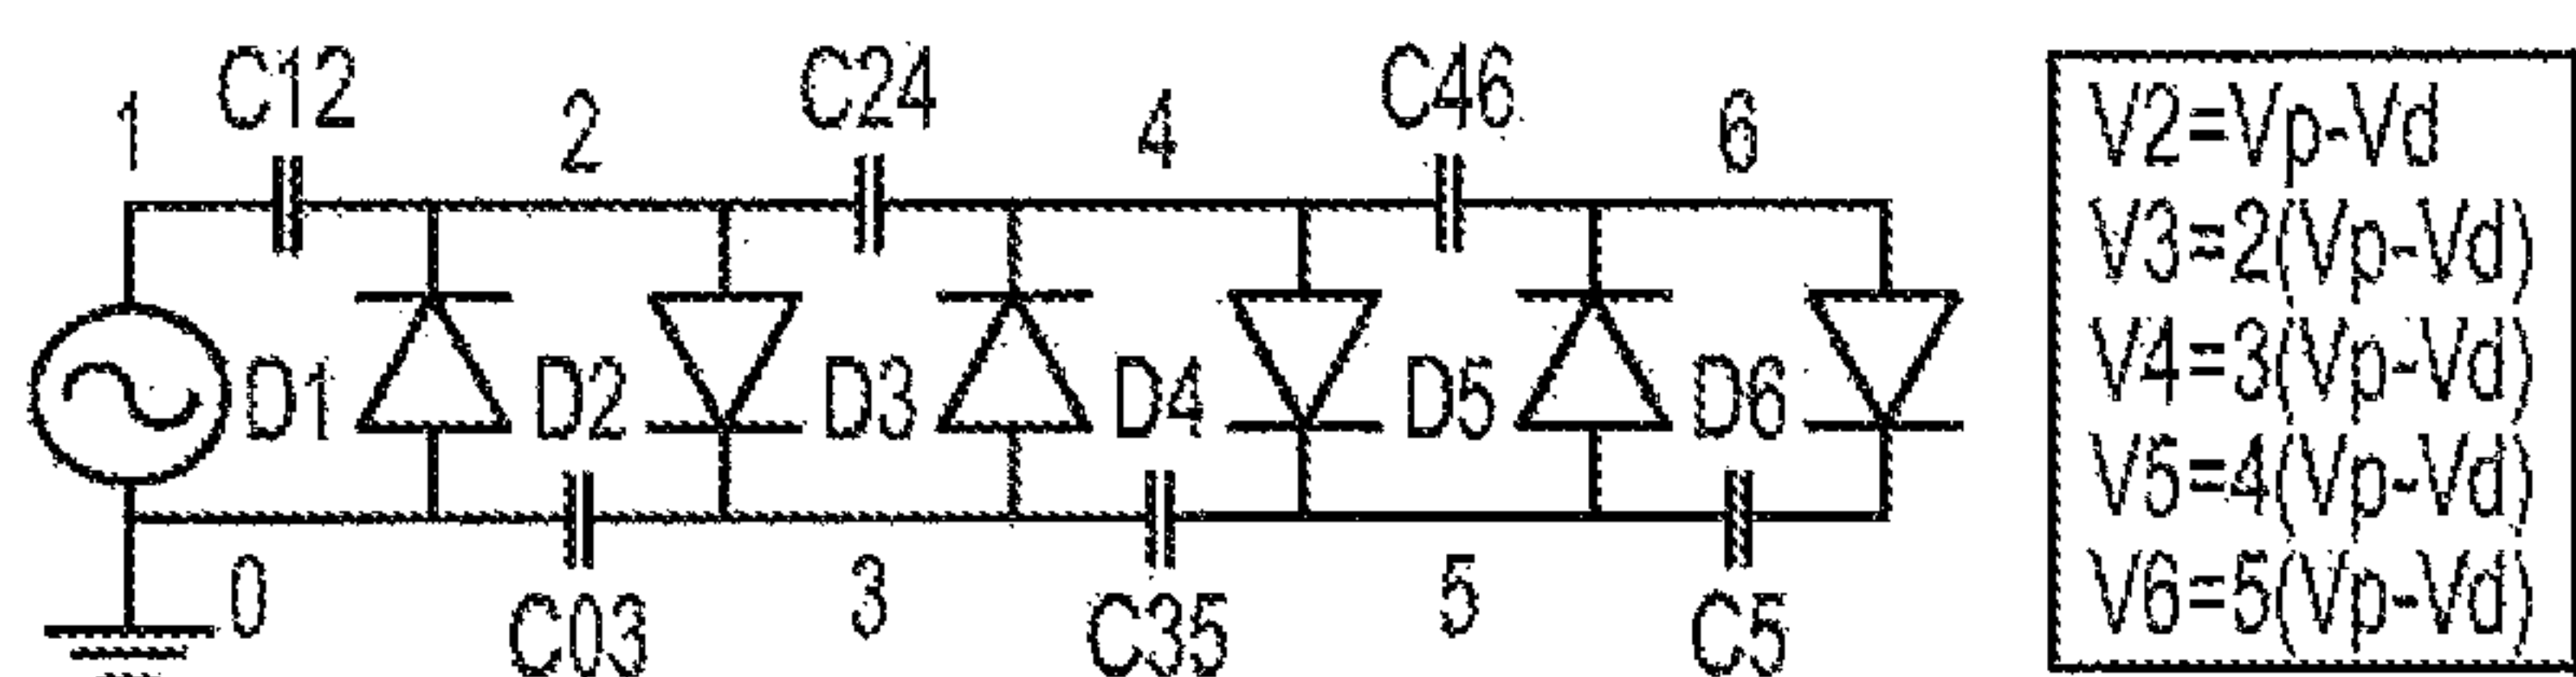 1
C12
2
C24
4
C46
6
D1
D2
D3
D4
D5
D6
0
C03
3
C35
5
C5
V2=Vp-Vd
V3=2(Vp-Vd)
V4=3(Vp-Vd)
V5=4(Vp-Vd)
V6=5(Vp-Vd)